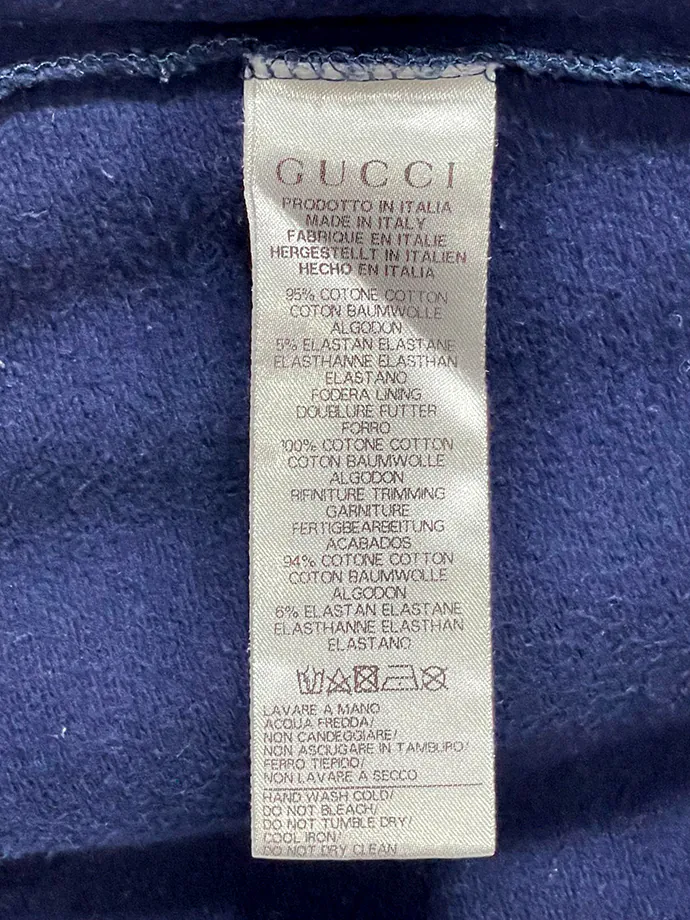 GUCCI
PRODOTTO IN ITALIA
MADE IN ITALY
FABRIQUE EN ITALIE
HERGESTELLT IN ITALIEN
HECHO EN ITALIA
95% COTONE COTTON
COTON BAUMWOLLE
ALGODON
5% ELASTAN ELASTANE
ELASTHANNE ELASTHAN
ELASTANO
FODERA LINING
DOUBLURE FUTTER
FORRO
100% COTONE COTTON
COTON BAUMWOLLE
ALGODON
RIFINITURE TRIMMING
GARNITURE
FERTIGBEARBEITUNG
ACABADOS
94% COTONE COTTON
COTON BAUMWOLLE
ALGODON
6% ELASTAN ELASTANE
ELASTHANNE ELASTHAN
ELASTANO
LAVARE A MANO
ACQUA FREDDA/
NON CANDEGGIARE/
NON ASCIUGARE IN TAMBURO/
FERRO TIEPIDO/
NON LAVARE A SECCO
HAND WASH COLD/
DO NOT BLEACH/
DO NOT TUMBLE DRY/
COOL IRON/
DO NOT DRY CLEAN